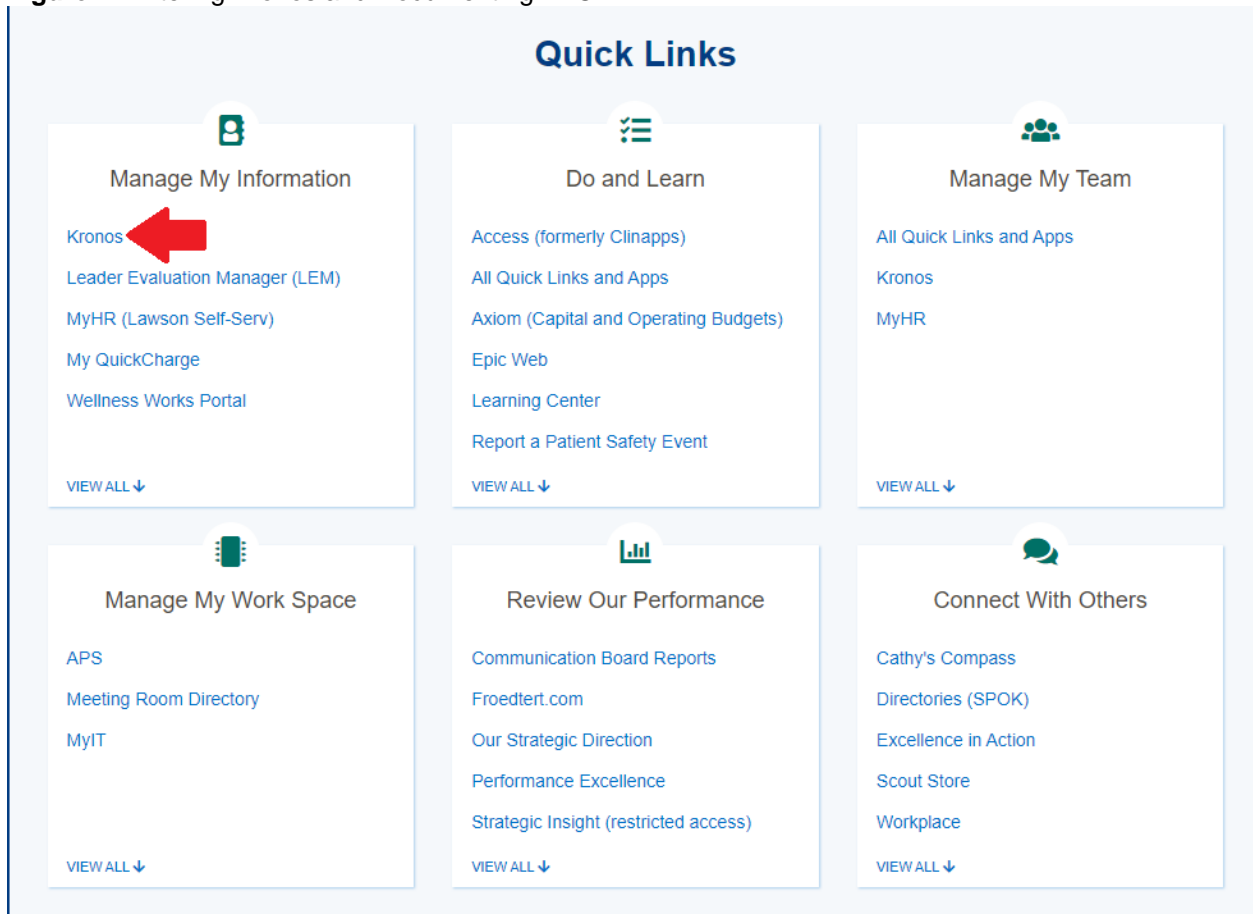 Quick Links
Manage My Information
Kronos
Leader Evaluation Manager (LEM)
MyHR (Lawson Self-Serv)
My QuickCharge
Wellness Works Portal
VIEW ALL
Do and Learn
Access (formerly Clinapps)
All Quick Links and Apps
Axiom (Capital and Operating Budgets)
Epic Web
Learning Center
Report a Patient Safety Event
VIEW ALL
Manage My Team
All Quick Links and Apps
Kronos
MyHR
VIEW ALL
Manage My Work Space
APS
Meeting Room Directory
MyIT
VIEW ALL
Review Our Performance
Communication Board Reports
Froedtert.com
Our Strategic Direction
Performance Excellence
Strategic Insight (restricted access)
VIEW ALL
Connect With Others
Cathy's Compass
Directories (SPOK)
Excellence in Action
Scout Store
Workplace
VIEW ALL